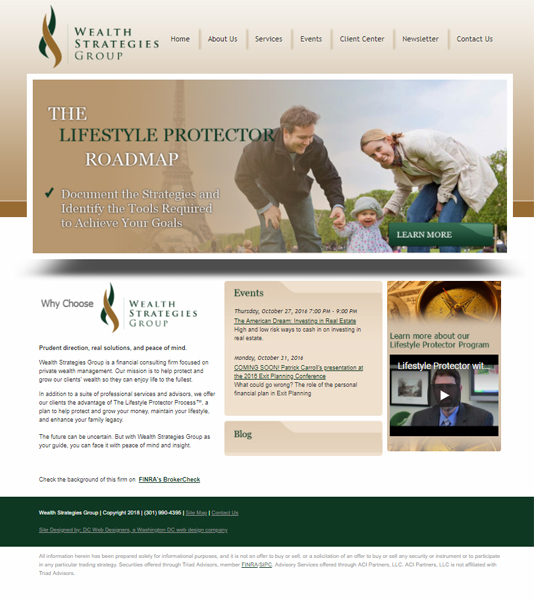 WEALTH
STRATEGIES
GROUP
Home About Us Services Events Client Center Newsletter Contact Us
THE
LIFESTYLE PROTECTOR
ROADMAP
Document the Strategies and
Identify the Tools Required
to Achieve Your Goals
LEARN MORE
Why Choose
WEALTH
STRATEGIES
GROUP
Prudent direction, real solutions, and peace of mind.
Wealth Strategies Group is a financial consulting firm focused on
private wealth management. Our mission is to help protect and
grow our clients' wealth so they can enjoy life to the fullest.
In addition to a suite of professional services and advisors, we offer
our clients the advantage of The Lifestyle Protector Process™, a
plan to help protect and grow your money, maintain your lifestyle,
and enhance your family legacy.
The future can be uncertain. But with Wealth Strategies Group as
your guide, you can face it with peace of mind and insight.
Check the background of this firm on FINRA's BrokerCheck
Events
Thursday, October 27, 2016 7:00 PM - 9:00 PM
The American Dream: Investing in Real Estate
High and low risk ways to cash in on investing in
real estate.
Monday, October 31, 2016
COMING SOON! Patrick Carroll's presentation at
the 2016 Exit Planning Conference
What could go wrong? The role of the personal
financial plan in Exit Planning
Blog
Learn more about our
Lifestyle Protector Program
Lifestyle Protector wit...
Wealth Strategies Group | Copyright 2016 | (301) 990-4395 | Site Map | Contact Us
Site Designed by: DC Web Designers, a Washington DC web design company
All information herein has been prepared solely for informational purposes, and it is not an offer to buy or sell, or a solicitation of an offer to buy or sell any security or instrument or to participate
in any particular trading strategy. Securities offered through Triad Advisors, member FINRA/SIPC. Advisory Services offered through ACI Partners, LLC. ACI Partners, LLC is not affiliated with
Triad Advisors.